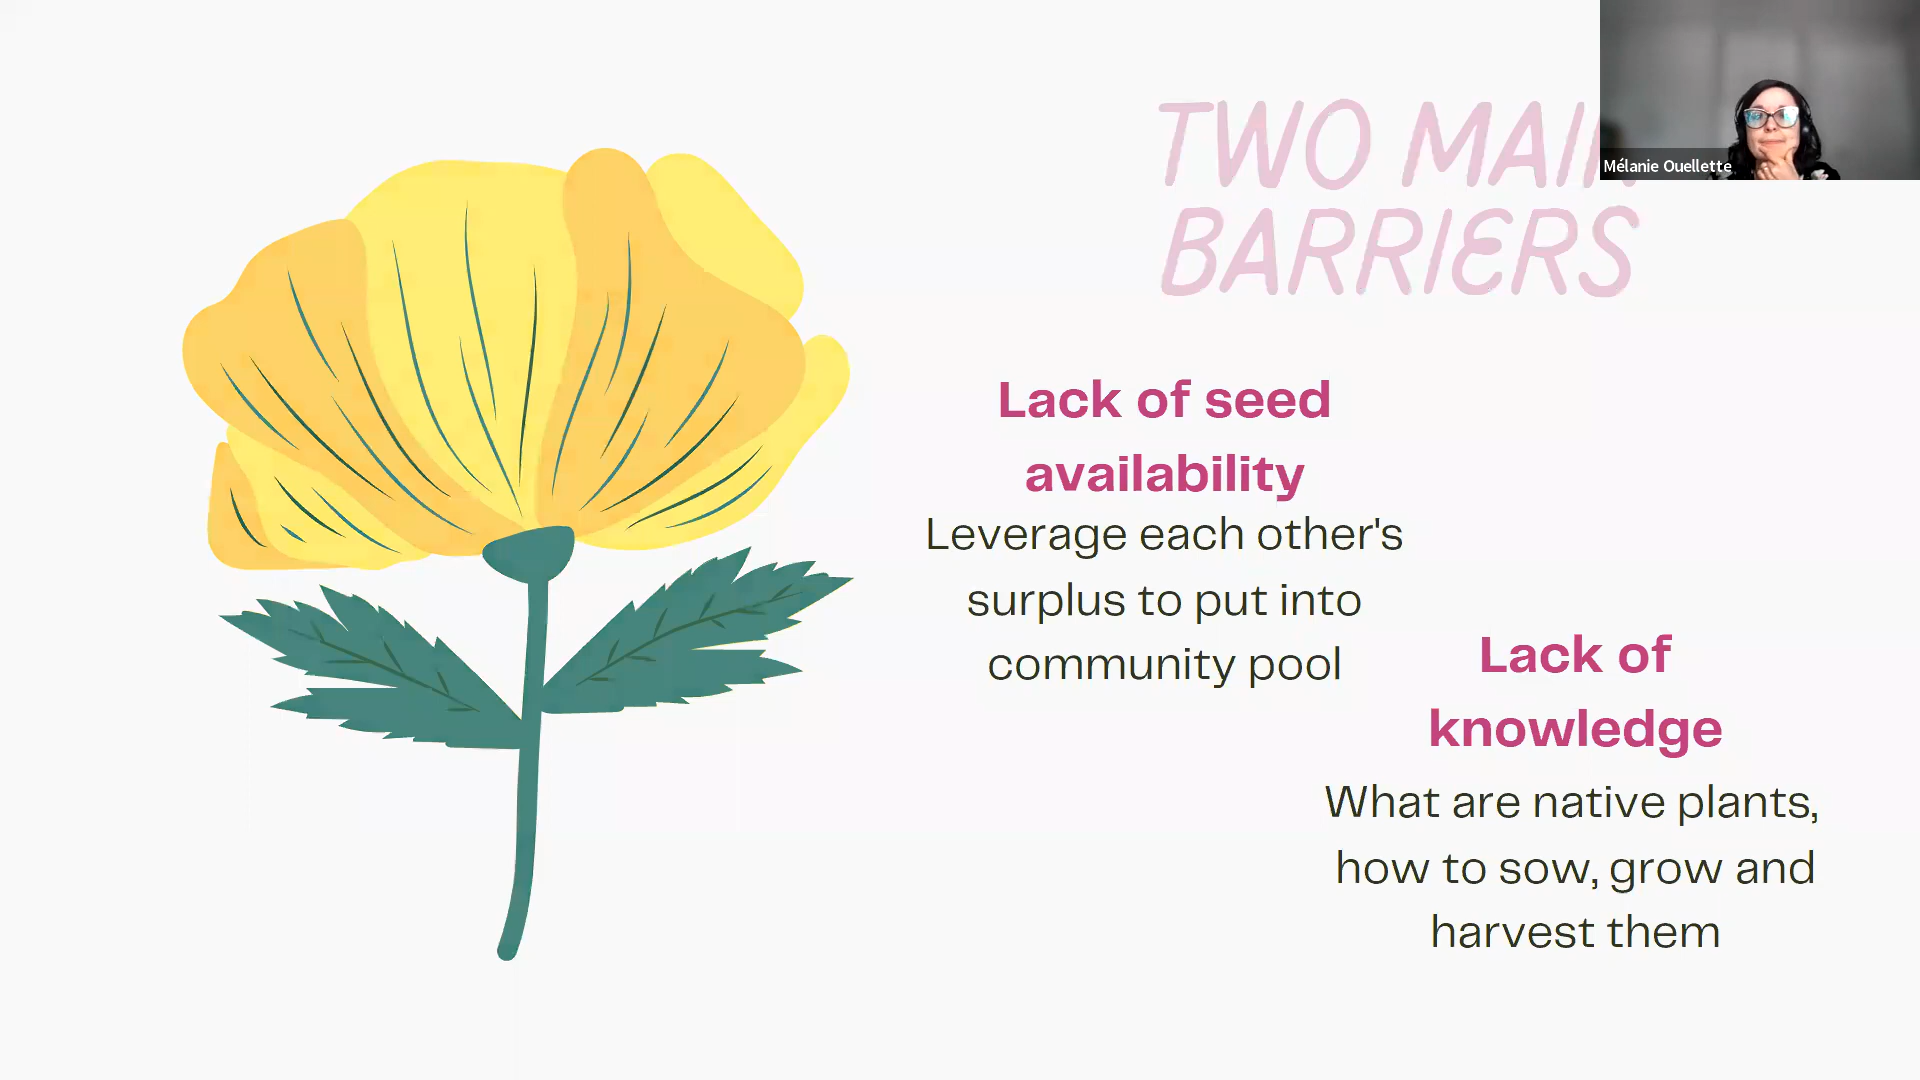 TWO MAIN
BARRIERS
Mélanie Ouellette
Lack of seed
availability
Leverage each other's
surplus to put into
community pool
Lack of
knowledge
What are native plants,
how to sow, grow and
harvest them